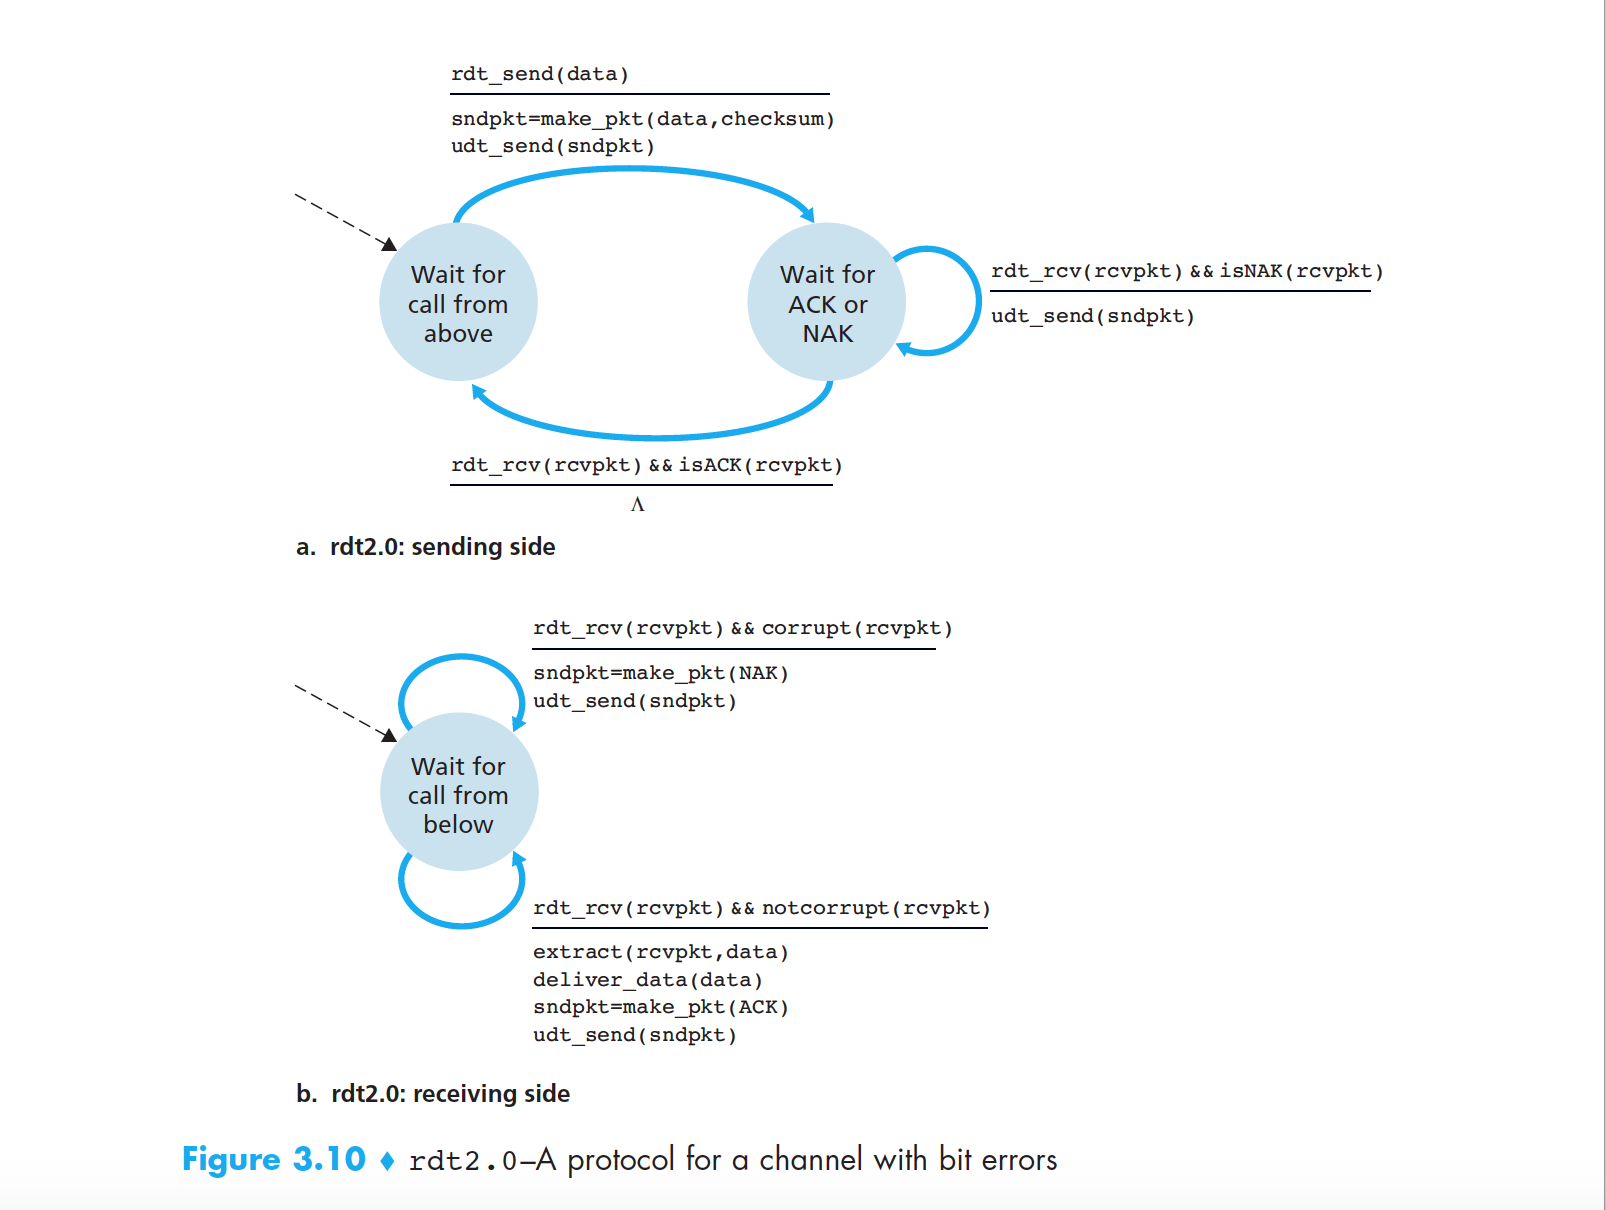 rdt_send(data)
sndpkt=make_pkt(data,checksum)
udt_send(sndpkt)
Wait for
call from
above
Wait for
ACK or
NAK
rdt_rcv(rcvpkt) && isNAK(rcvpkt)
udt_send(sndpkt)
rdt_rcv(rcvpkt) && isACK(rcvpkt)
Λ
a. rdt2.0: sending side
rdt_rcv(rcvpkt) && corrupt(rcvpkt)
sndpkt=make_pkt(NAK)
udt_send(sndpkt)
Wait for
call from
below
rdt_rcv(rcvpkt) && notcorrupt(rcvpkt)
extract(rcvpkt,data)
deliver_data(data)
sndpkt=make_pkt(ACK)
udt_send(sndpkt)
b. rdt2.0: receiving side
Figure 3.10 ♦ rdt2.0–A protocol for a channel with bit errors